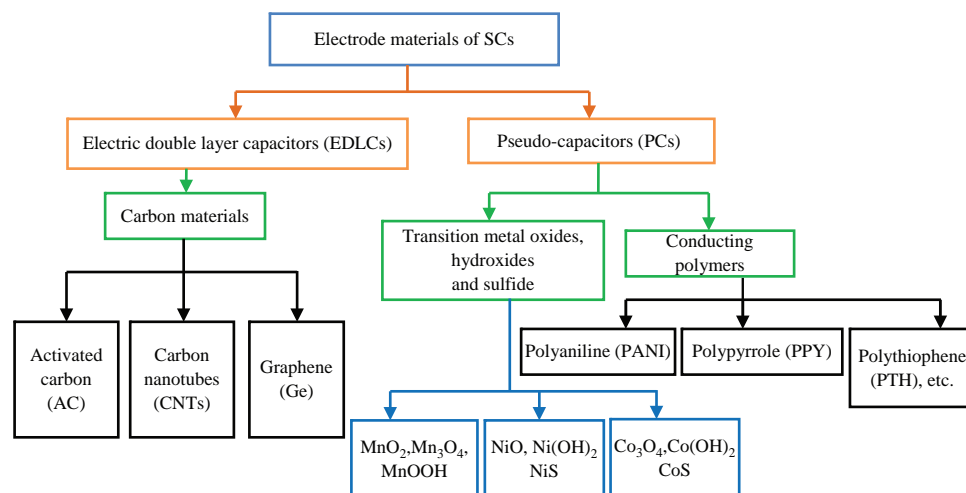 Electrode materials of SCs
Electric double layer capacitors (EDLCs)
Pseudo-capacitors (PCs)
Carbon materials
Transition metal oxides,
hydroxides
and sulfide
Conducting
polymers
Activated
carbon
(AC)
Carbon
nanotubes
(CNTs)
Graphene
(Ge)
Polyaniline (PANI)
Polypyrrole (PPY)
Polythiophene
(PTH), etc.
MnO₂,Mn₃O₄,
MnOOH
NiO, Ni(OH)₂
NiS
Co₃O₄,Co(OH)₂
CoS